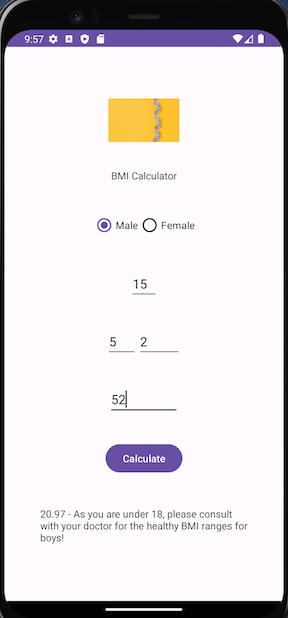 9:57
BMI Calculator
Male Female
15
5 2
52
Calculate
20.97 - As you are under 18, please consult
with your doctor for the healthy BMI ranges for
boys!